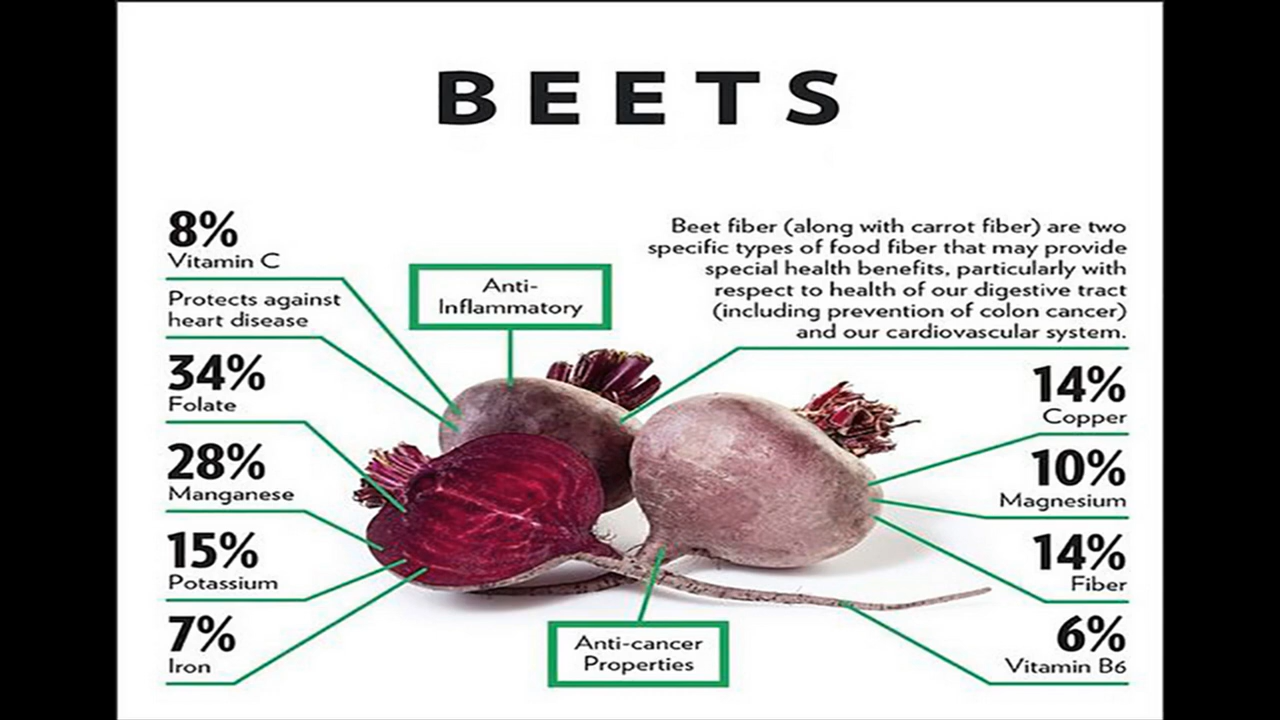 BEETS
8%
Vitamin C
Protects against
heart disease
34%
Folate
28%
Manganese
15%
Potassium
7%
Iron
Anti-
Inflammatory
Beet fiber (along with carrot fiber) are two
specific types of food fiber that may provide
special health benefits, particularly with
respect to health of our digestive tract
(including prevention of colon cancer)
and our cardiovascular system.
14%
Copper
10%
Magnesium
14%
Fiber
6%
Vitamin B6
Anti-cancer
Properties